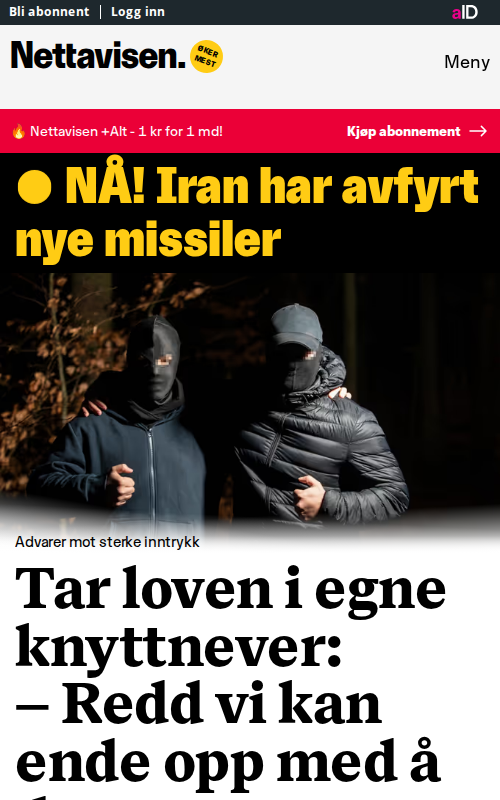 Bli abonnent | Logg inn
aID
Nettavisen.
ØKER
MEST
Meny
🔥 Nettavisen +Alt - 1 kr for 1 md!
Kjøp abonnement →
● NÅ! Iran har avfyrt
nye missiler
Advarer mot sterke inntrykk
Tar loven i egne
knyttnever:
– Redd vi kan
ende opp med å